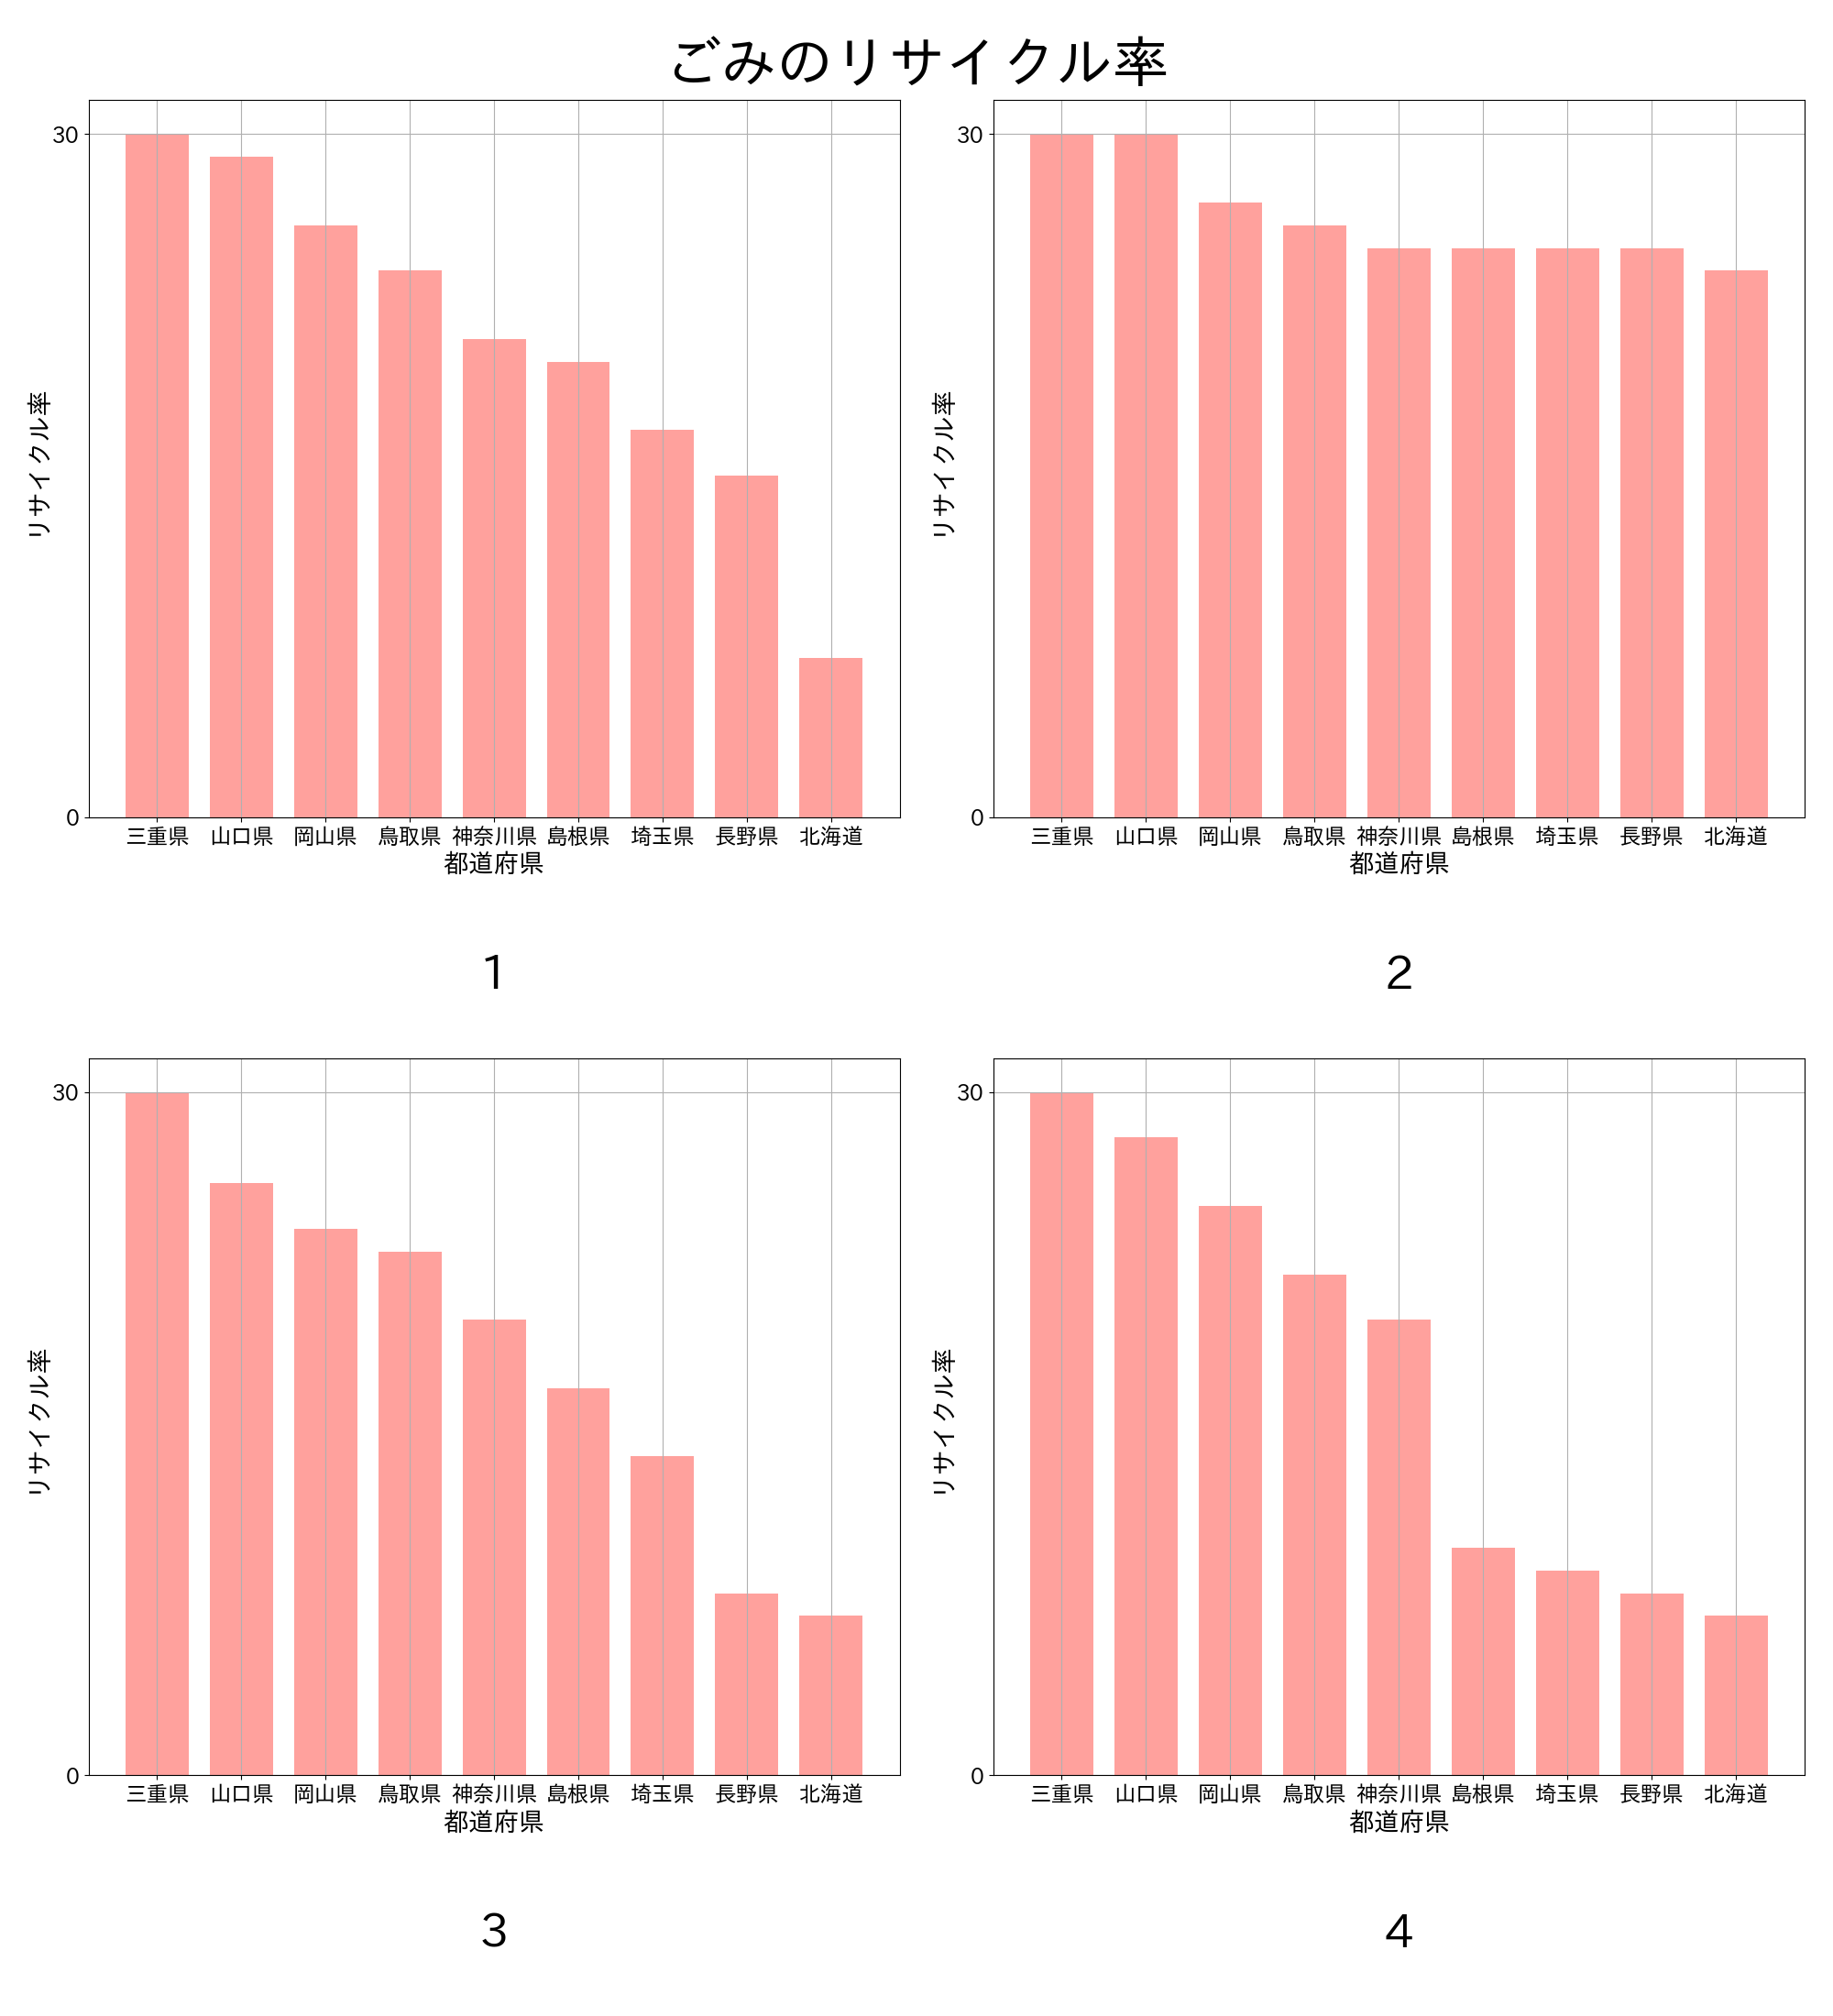 ごみのリサイクル率
30
0
リサイクル率
三重県 山口県 岡山県 鳥取県 神奈川県 島根県 埼玉県 長野県 北海道
都道府県
1
30
0
リサイクル率
三重県 山口県 岡山県 鳥取県 神奈川県 島根県 埼玉県 長野県 北海道
都道府県
2
30
0
リサイクル率
三重県 山口県 岡山県 鳥取県 神奈川県 島根県 埼玉県 長野県 北海道
都道府県
3
30
0
リサイクル率
三重県 山口県 岡山県 鳥取県 神奈川県 島根県 埼玉県 長野県 北海道
都道府県
4